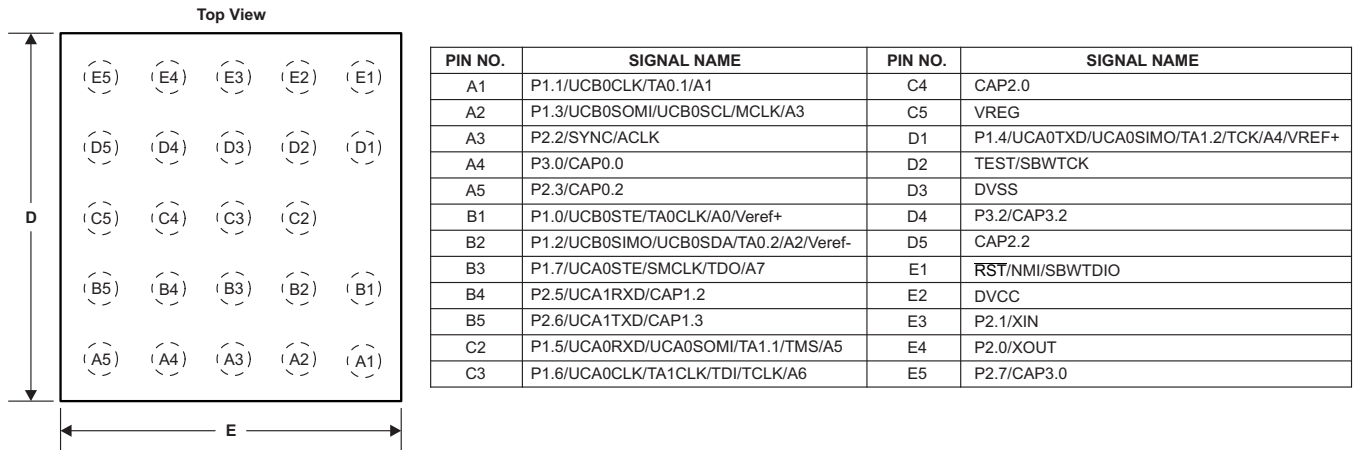 Top View
E5 E4 E3 E2 E1
D5 D4 D3 D2 D1
D
C5 C4 C3 C2
B5 B4 B3 B2 B1
A5 A4 A3 A2 A1
E
PIN NO. SIGNAL NAME PIN NO. SIGNAL NAME
A1 P1.1/UCB0CLK/TA0.1/A1 C4 CAP2.0
A2 P1.3/UCB0SOMI/UCB0SCL/MCLK/A3 C5 VREG
A3 P2.2/SYNC/ACLK D1 P1.4/UCA0TXD/UCA0SIMO/TA1.2/TCK/A4/VREF+
A4 P3.0/CAP0.0 D2 TEST/SBWTCK
A5 P2.3/CAP0.2 D3 DVSS
B1 P1.0/UCB0STE/TA0CLK/A0/Veref+ D4 P3.2/CAP3.2
B2 P1.2/UCB0SIMO/UCB0SDA/TA0.2/A2/Veref- D5 CAP2.2
B3 P1.7/UCA0STE/SMCLK/TDO/A7 E1 R̅S̅T̅/NMI/SBWTDIO
B4 P2.5/UCA1RXD/CAP1.2 E2 DVCC
B5 P2.6/UCA1TXD/CAP1.3 E3 P2.1/XIN
C2 P1.5/UCA0RXD/UCA0SOMI/TA1.1/TMS/A5 E4 P2.0/XOUT
C3 P1.6/UCA0CLK/TA1CLK/TDI/TCLK/A6 E5 P2.7/CAP3.0